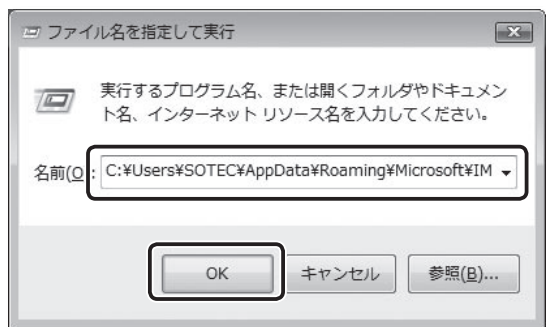 ファイル名を指定して実行
実行するプログラム名、または開くフォルダやドキュメン
ト名、インターネット リソース名を入力してください。
名前(O): C:¥Users¥SOTEC¥AppData¥Roaming¥Microsoft¥IM
OK キャンセル 参照(B)...